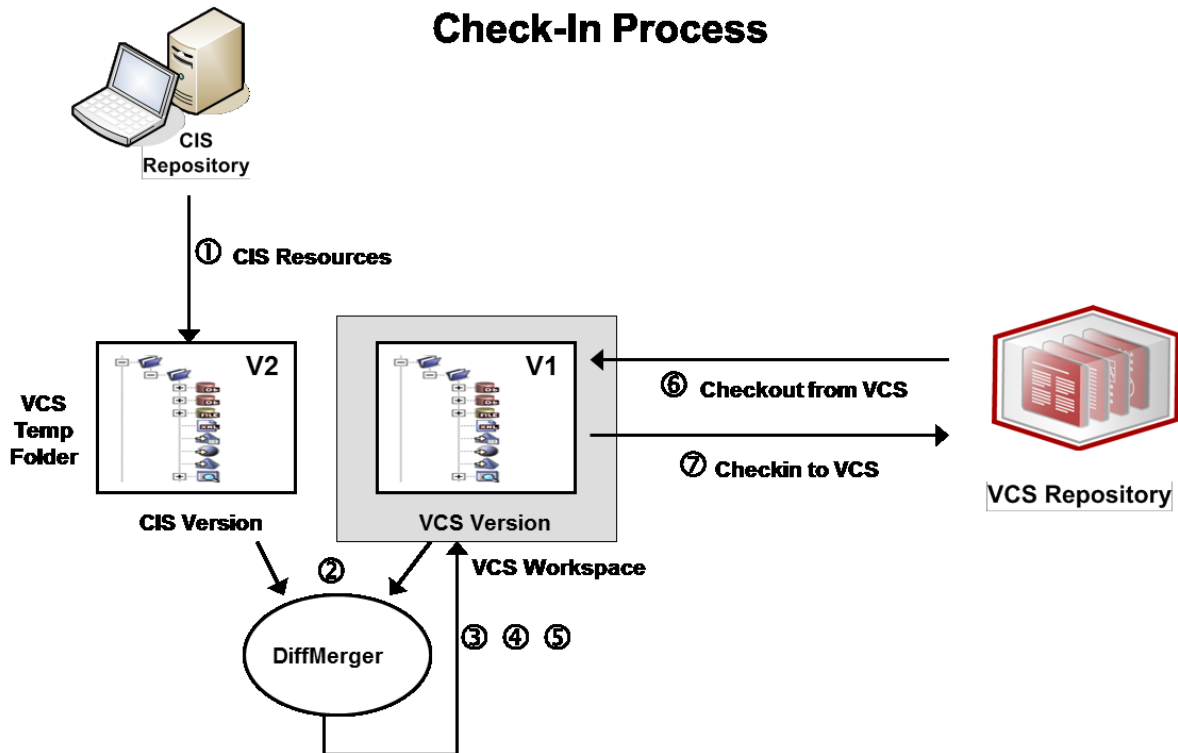 Check-In Process
CIS
Repository
① CIS Resources
V2
V1
VCS
Temp
Folder
⑥ Checkout from VCS
⑦ Checkin to VCS
VCS Repository
CIS Version
VCS Version
②
VCS Workspace
③ ④ ⑤
DiffMerger